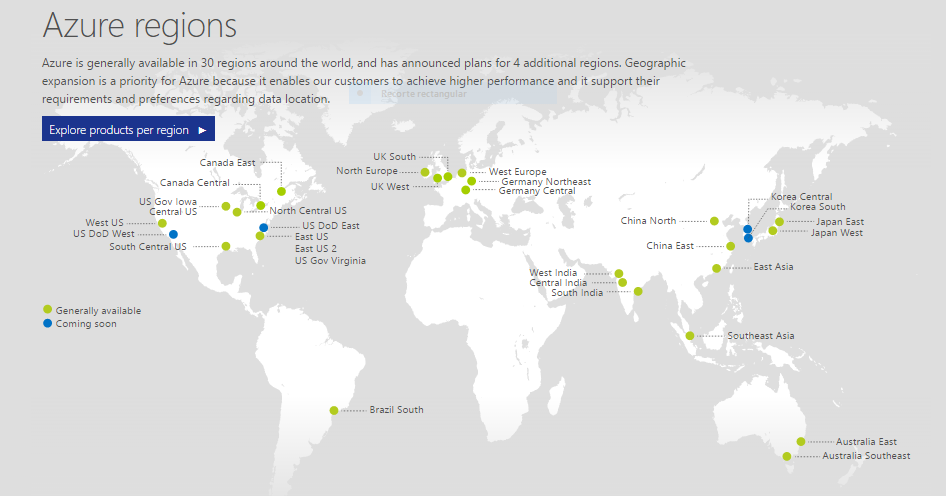 Azure regions
Azure is generally available in 30 regions around the world, and has announced plans for 4 additional regions. Geographic
expansion is a priority for Azure because it enables our customers to achieve higher performance and it support their
requirements and preferences regarding data location.
Recorte rectangular
Explore products per region
Canada East
Canada Central
US Gov Iowa
Central US
North Central US
West US
US DoD West
US DoD East
South Central US
East US
East US 2
US Gov Virginia
UK South
North Europe
UK West
West Europe
Germany Northeast
Germany Central
Korea Central
Korea South
China North
Japan East
Japan West
China East
East Asia
West India
Central India
South India
Generally available
Coming soon
Southeast Asia
Brazil South
Australia East
Australia Southeast